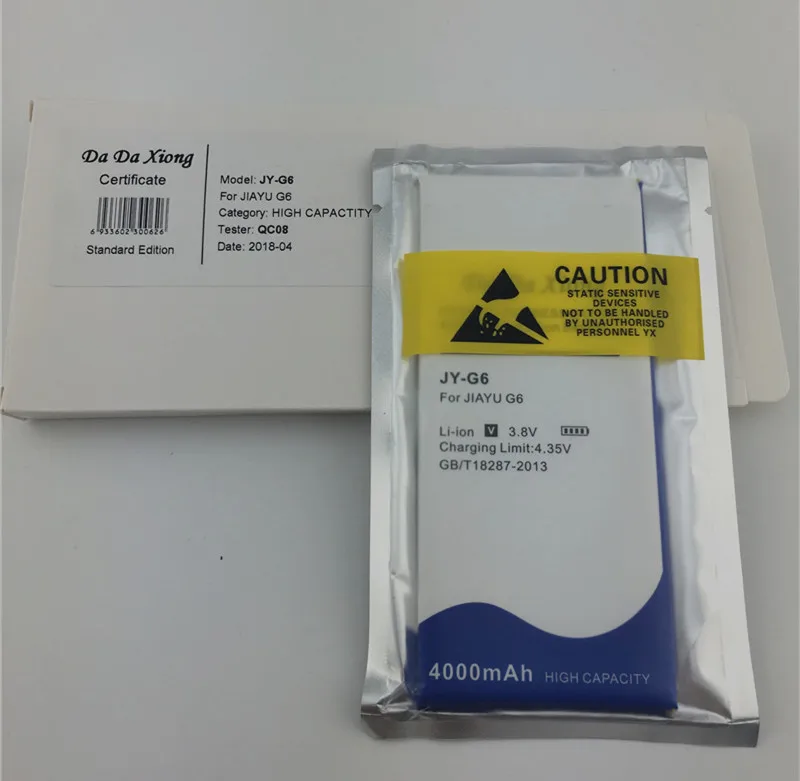 Da Da Xiong
Certificate
6 933602 300626
Standard Edition
Model: JY-G6
For JIAYU G6
Category: HIGH CAPACTITY
Tester: QC08
Date: 2018-04
CAUTION
STATIC SENSITIVE
DEVICES
NOT TO BE HANDLED
BY UNAUTHORISED
PERSONNEL YX
JY-G6
For JIAYU G6
Li-ion V 3.8V
Charging Limit:4.35V
GB/T18287-2013
4000mAh HIGH CAPACITY